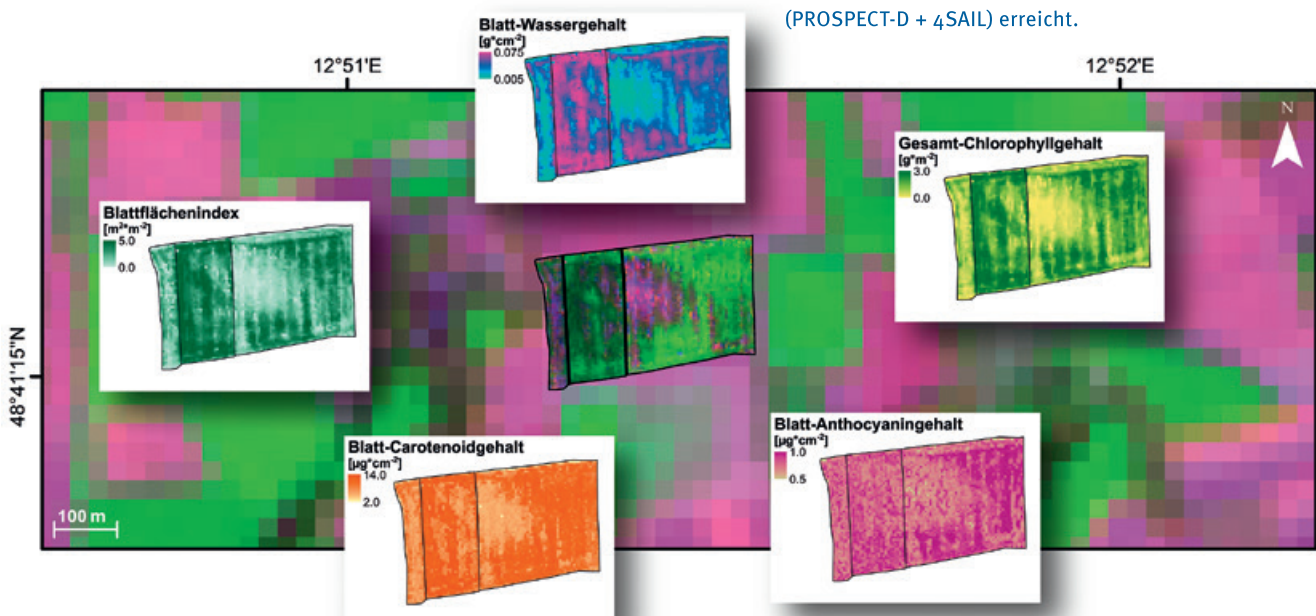 (PROSPECT-D + 4SAIL) erreicht.
12°51'E
12°52'E
48°41'15"N
N
Blatt-Wassergehalt
[g*cm⁻²]
0.075
0.005
Gesamt-Chlorophyllgehalt
[g*m⁻²]
3.0
0.0
Blattflächenindex
[m²*m⁻²]
5.0
0.0
Blatt-Carotenoidgehalt
[µg*cm⁻²]
14.0
2.0
Blatt-Anthocyaningehalt
[µg*cm⁻²]
1.0
0.5
100 m